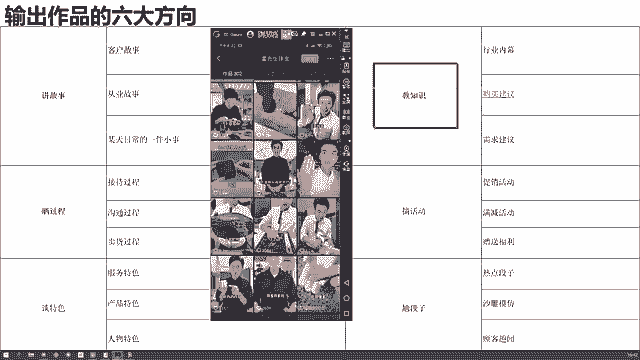 输出作品的六大方向
客户故事
讲故事
从业故事
某天日常的一件小事
接待过程
晒过程
沟通过程
卖货过程
服务特色
谈特色
产品特色
人物特色
行业内幕
教知识
购买建议
需求建议
促销活动
搞活动
满减活动
赠送福利
热点段子
拍段子
沙雕模仿
顾客趣闻